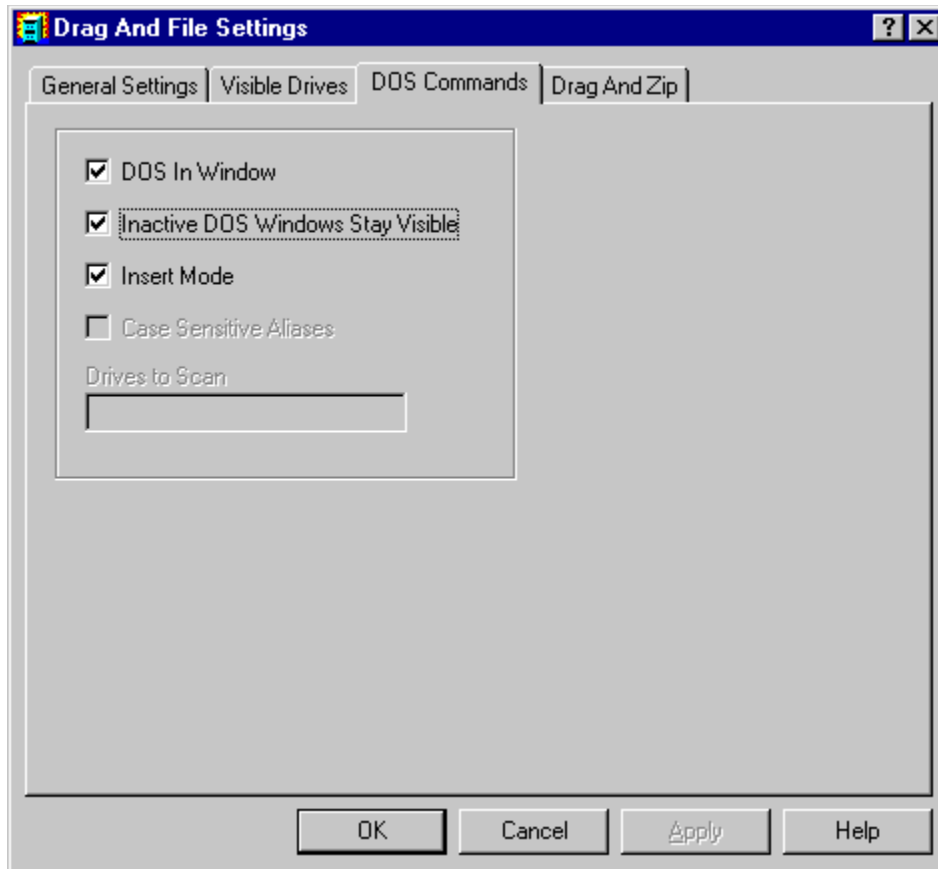 Drag And File Settings
General Settings
Visible Drives
DOS Commands
Drag And Zip
DOS In Window
Inactive DOS Windows Stay Visible
Insert Mode
Case Sensitive Aliases
Drives to Scan
OK
Cancel
Apply
Help